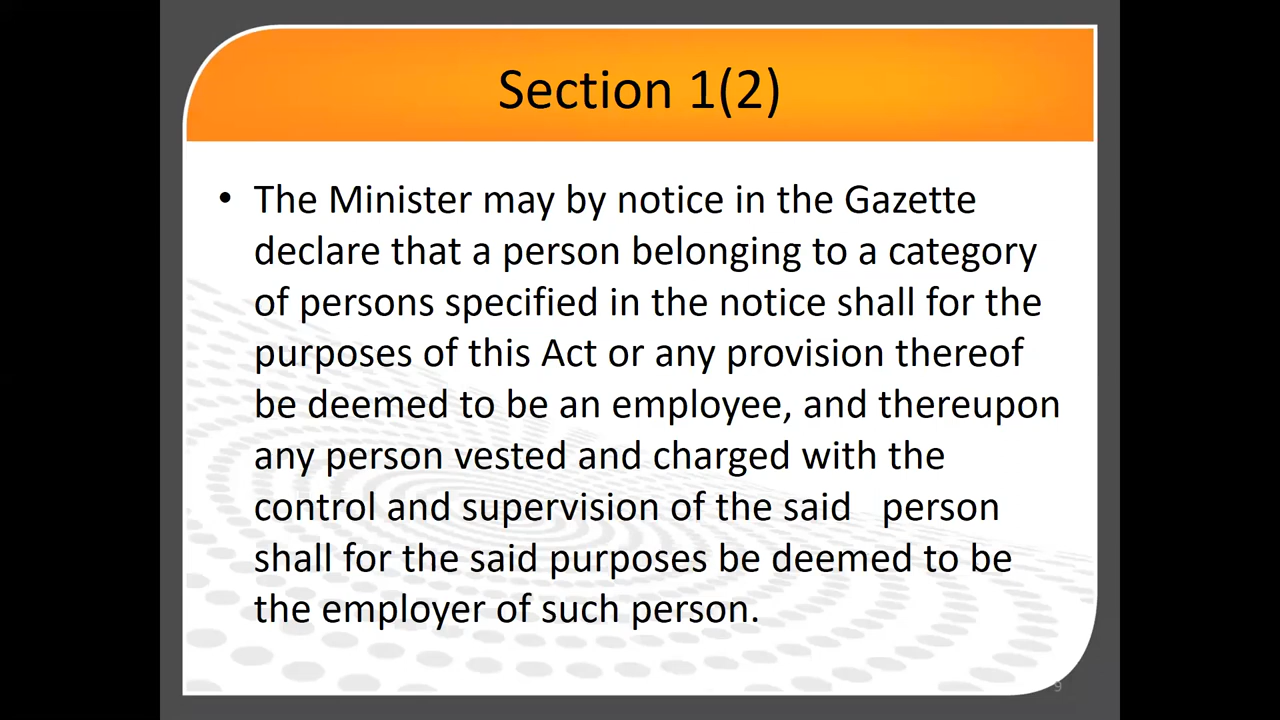 Section 1(2)
• The Minister may by notice in the Gazette
declare that a person belonging to a category
of persons specified in the notice shall for the
purposes of this Act or any provision thereof
be deemed to be an employee, and thereupon
any person vested and charged with the
control and supervision of the said person
shall for the said purposes be deemed to be
the employer of such person.
9